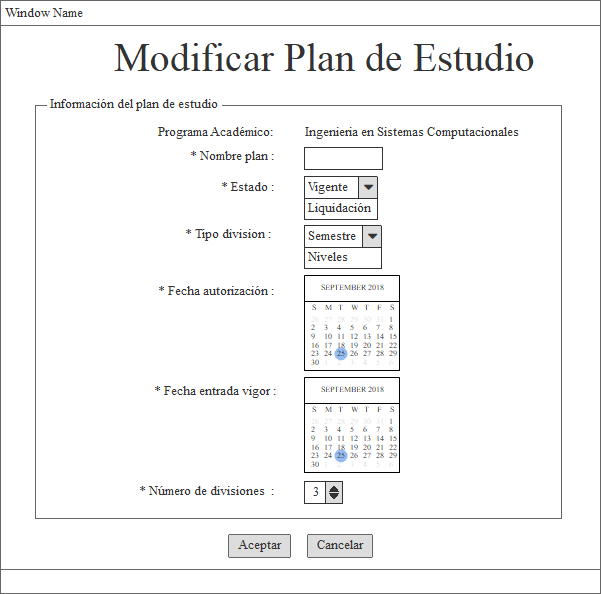 Window Name
Modificar Plan de Estudio
Información del plan de estudio
Programa Académico: Ingenieria en Sistemas Computacionales
* Nombre plan :
* Estado : Vigente
Liquidación
* Tipo division : Semestre
Niveles
* Fecha autorización :
SEPTEMBER 2018
S M T W T F S
26 27 28 29 30 31 1
2 3 4 5 6 7 8
9 10 11 12 13 14 15
16 17 18 19 20 21 22
23 24 25 26 27 28 29
30 1 2 3 4 5 6
* Fecha entrada vigor :
SEPTEMBER 2018
S M T W T F S
26 27 28 29 30 31 1
2 3 4 5 6 7 8
9 10 11 12 13 14 15
16 17 18 19 20 21 22
23 24 25 26 27 28 29
30 1 2 3 4 5 6
* Número de divisiones : 3
Aceptar Cancelar